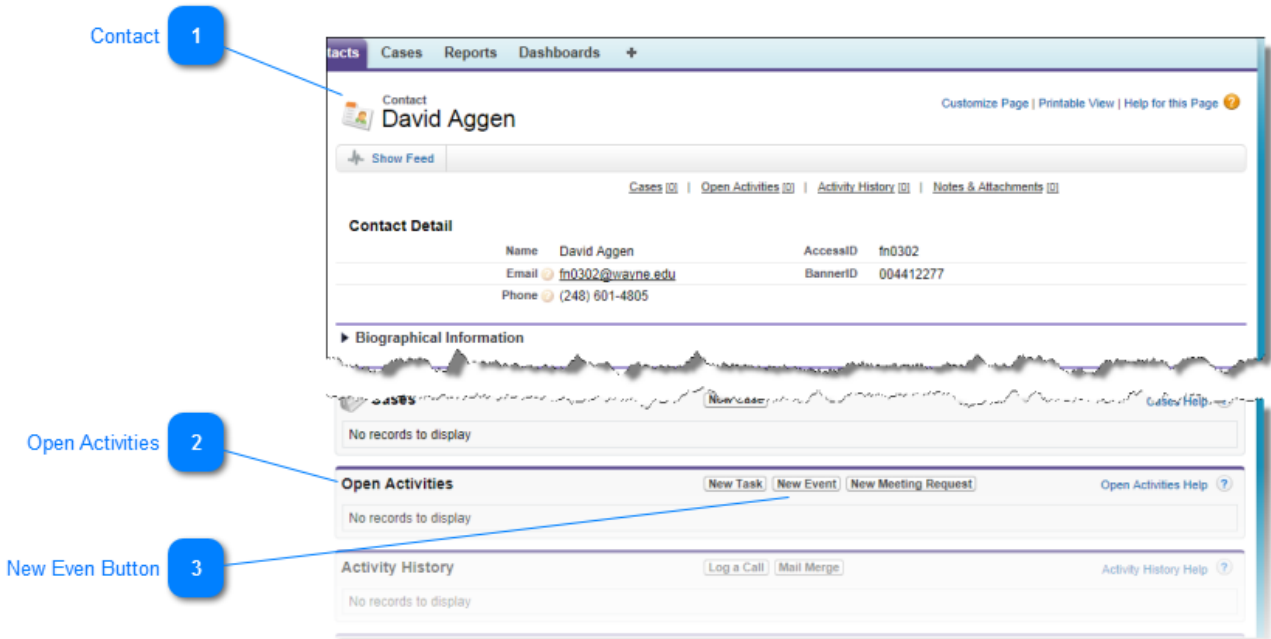 Contact 1
tacts Cases Reports Dashboards +
Contact
David Aggen
Customize Page | Printable View | Help for this Page ?
Show Feed
Cases [0] | Open Activities [0] | Activity History [0] | Notes & Attachments [0]
Contact Detail
Name David Aggen AccessID fn0302
Email fn0302@wayne.edu BannerID 004412277
Phone (248) 601-4805
Biographical Information
Cases New Case Cases Help
No records to display
Open Activities 2
Open Activities New Task New Event New Meeting Request Open Activities Help ?
No records to display
New Even Button 3
Activity History Log a Call Mail Merge Activity History Help ?
No records to display